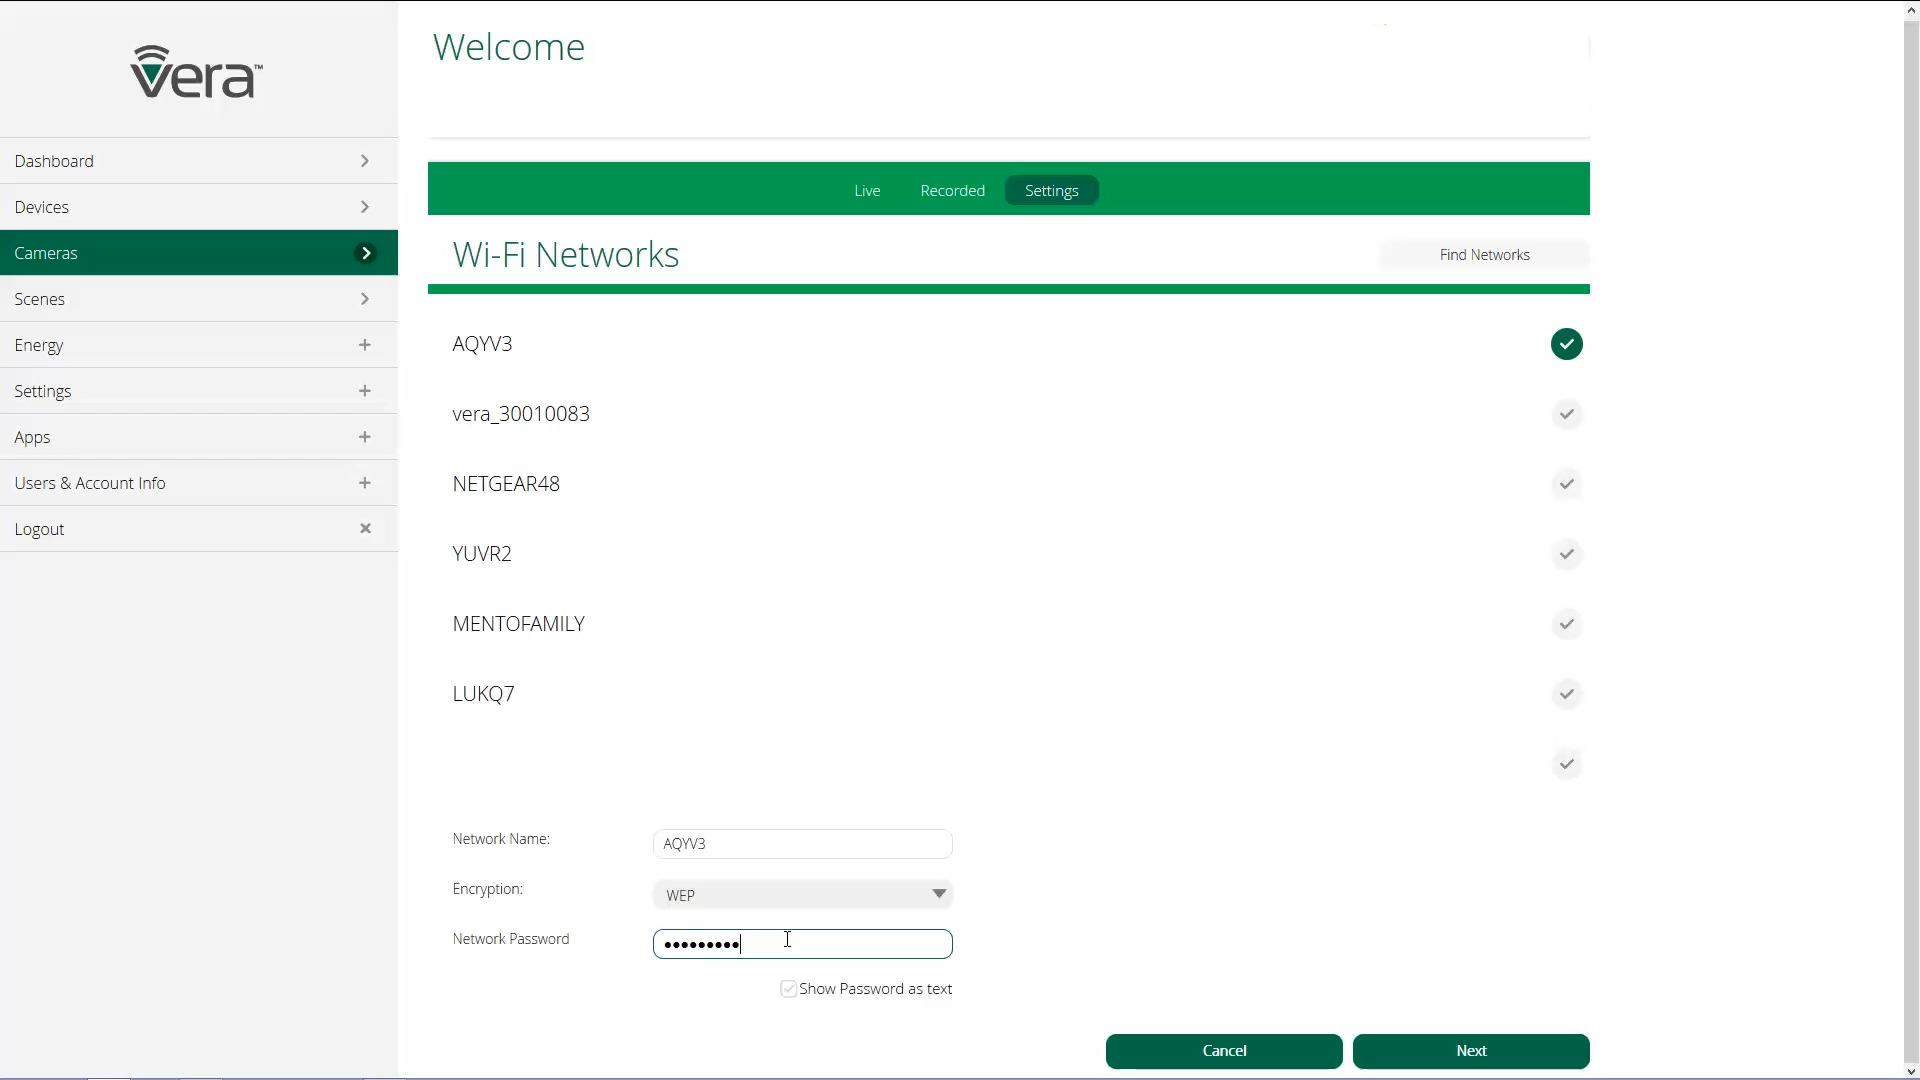 vera™
Dashboard
Devices
Cameras
Scenes
Energy
Settings
Apps
Users & Account Info
Logout
Welcome
Live Recorded Settings
Wi-Fi Networks
Find Networks
AQYV3
vera_30010083
NETGEAR48
YUVR2
MENTOFAMILY
LUKQ7
Network Name: AQYV3
Encryption: WEP
Network Password •••••••••
Show Password as text
Cancel Next